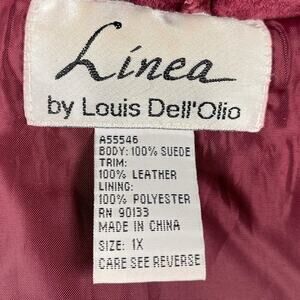 Linea
by Louis Dell'Olio
A55546
BODY: 100% SUEDE
TRIM:
100% LEATHER
LINING:
100% POLYESTER
RN 90133
MADE IN CHINA
SIZE: 1X
CARE SEE REVERSE